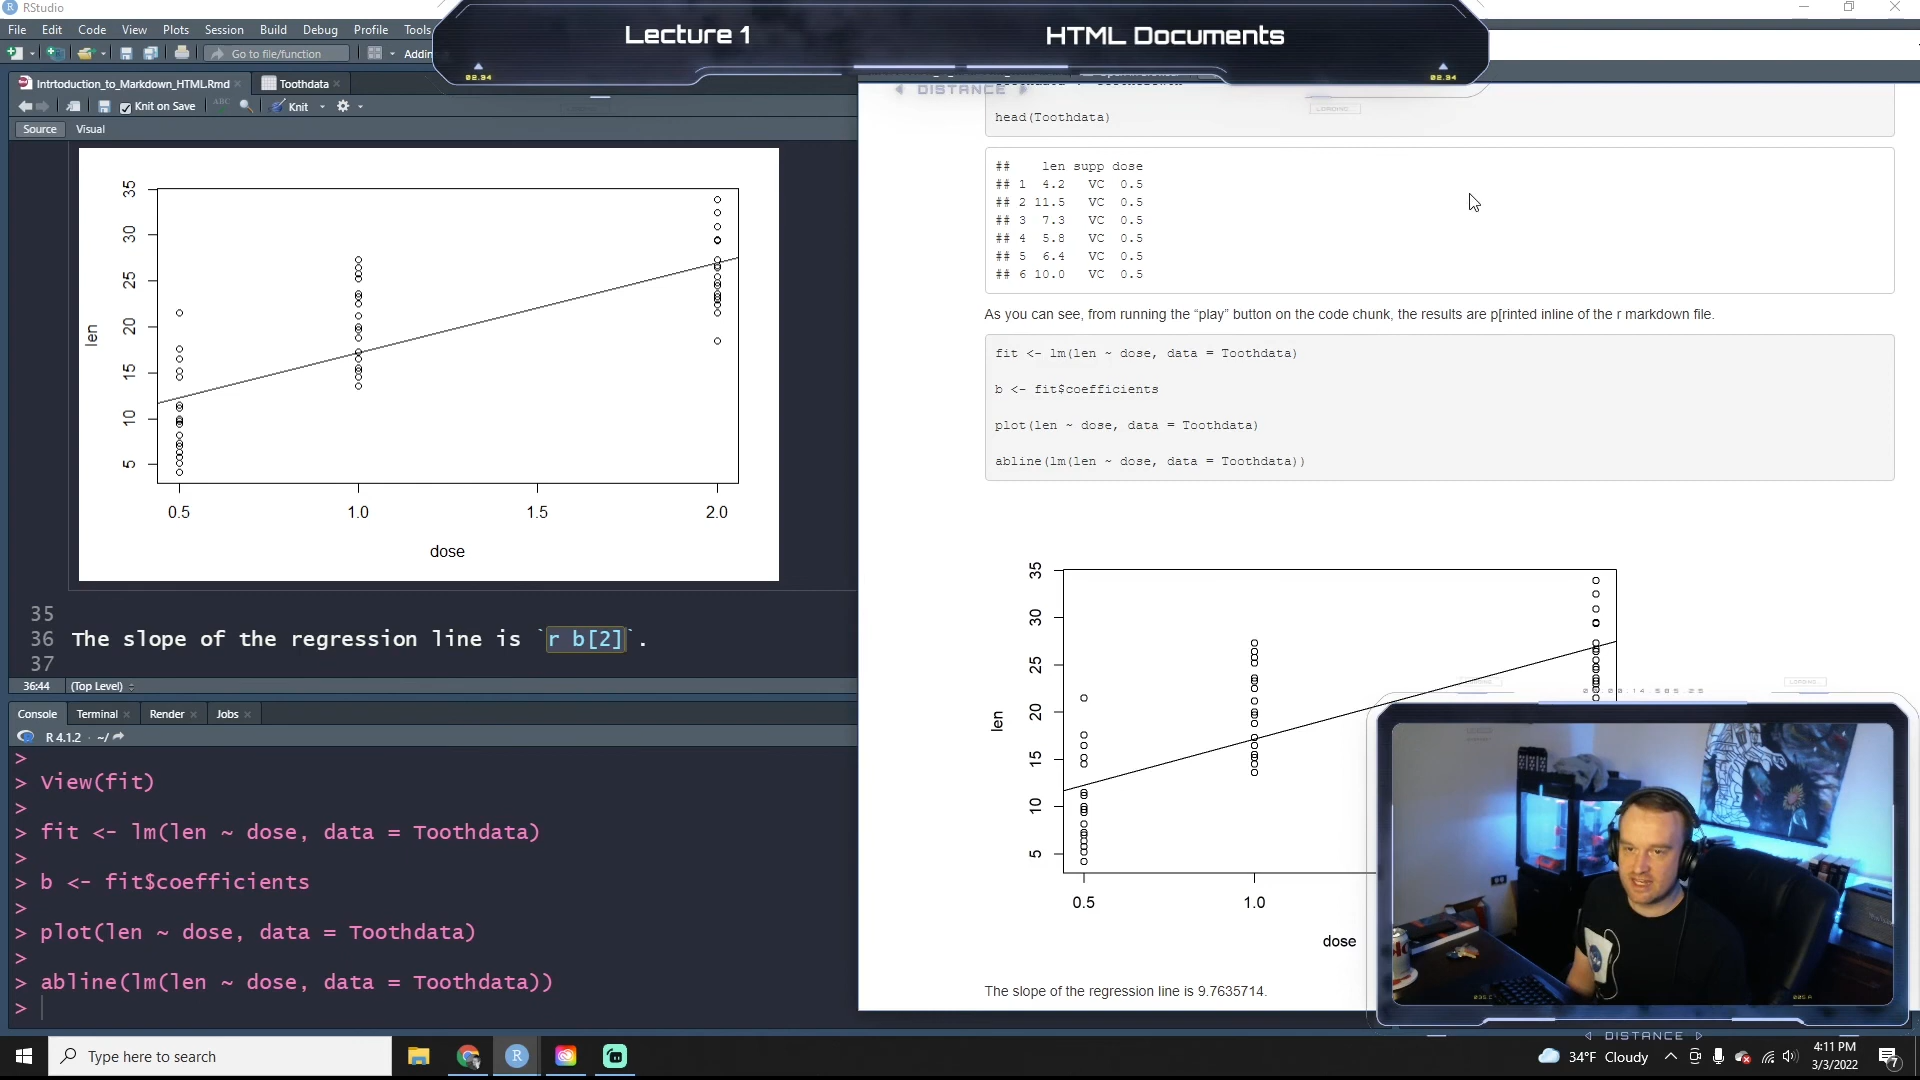 RStudio
File Edit Code View Plots Session Build Debug Profile Tools
Lecture 1
HTML Documents
Go to file/function
Addin
02.94
02.94
Intrtoduction_to_Markdown_HTML.Rmd
Toothdata
Knit on Save
ABC
Knit
Source Visual
DISTANCE
LOADING...
head(Toothdata)
## len supp dose
## 1 4.2 VC 0.5
## 2 11.5 VC 0.5
## 3 7.3 VC 0.5
## 4 5.8 VC 0.5
## 5 6.4 VC 0.5
## 6 10.0 VC 0.5
As you can see, from running the “play” button on the code chunk, the results are p[rinted inline of the r markdown file.
fit <- lm(len ~ dose, data = Toothdata)
b <- fit$coefficients
plot(len ~ dose, data = Toothdata)
abline(lm(len ~ dose, data = Toothdata))
35
30
25
20
15
10
5
len
0.5 1.0 1.5 2.0
dose
35
36 The slope of the regression line is `r b[2]`.
37
36:44 (Top Level)
Console Terminal Render Jobs
R 4.1.2 · ~/
>
> View(fit)
>
> fit <- lm(len ~ dose, data = Toothdata)
>
> b <- fit$coefficients
>
> plot(len ~ dose, data = Toothdata)
>
> abline(lm(len ~ dose, data = Toothdata))
>
35
30
25
20
15
10
5
len
0.5 1.0
dose
The slope of the regression line is 9.7635714.
LOADING...
DISTANCE
Type here to search
34°F Cloudy
4:11 PM
3/3/2022
7